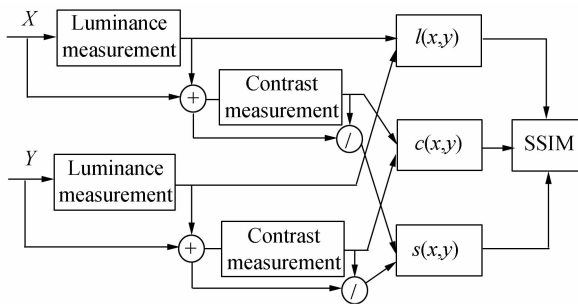 X
Luminance
measurement
l(x,y)
+
Contrast
measurement
/
c(x,y)
SSIM
Y
Luminance
measurement
+
Contrast
measurement
/
s(x,y)